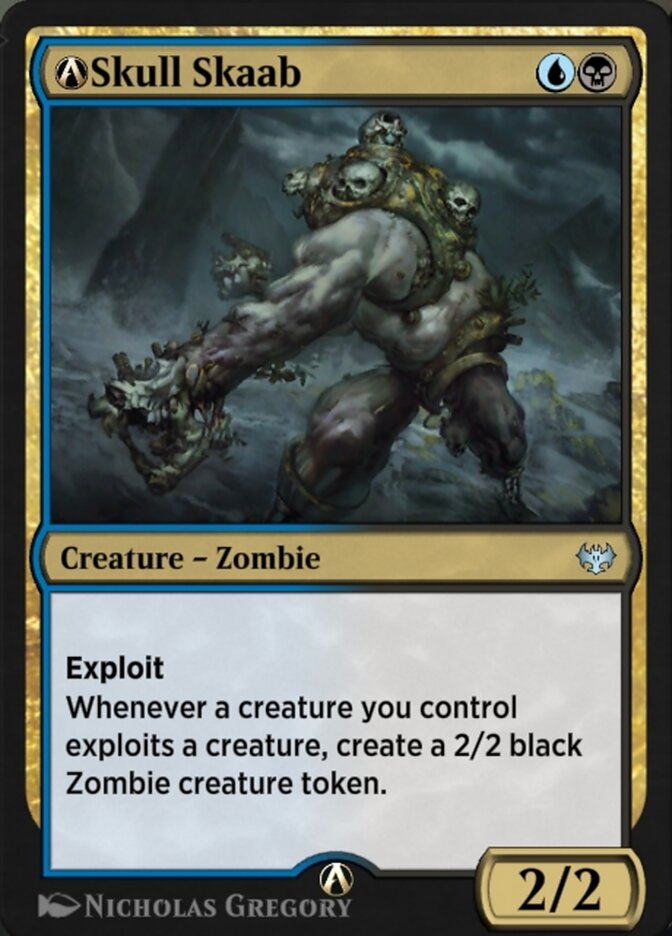 Skull Skaab
Creature – Zombie
Exploit
Whenever a creature you control
exploits a creature, create a 2/2 black
Zombie creature token.
2/2
Nicholas Gregory